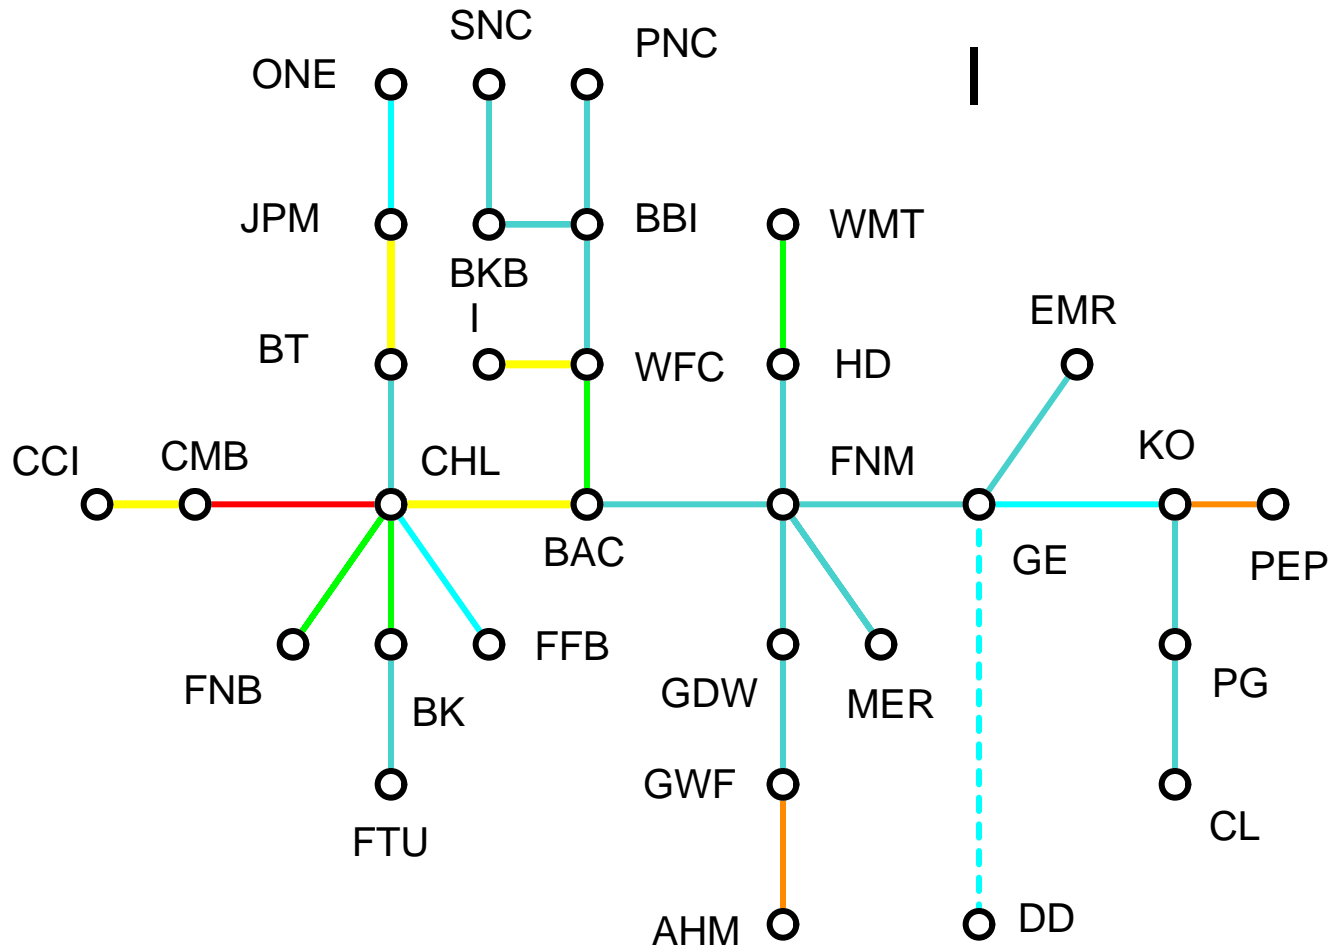 SNC
PNC
ONE
I
JPM
BBI
WMT
BKB
I
EMR
BT
WFC
HD
CCI
CMB
CHL
FNM
KO
BAC
GE
PEP
FNB
FFB
BK
GDW
MER
PG
GWF
FTU
CL
AHM
DD